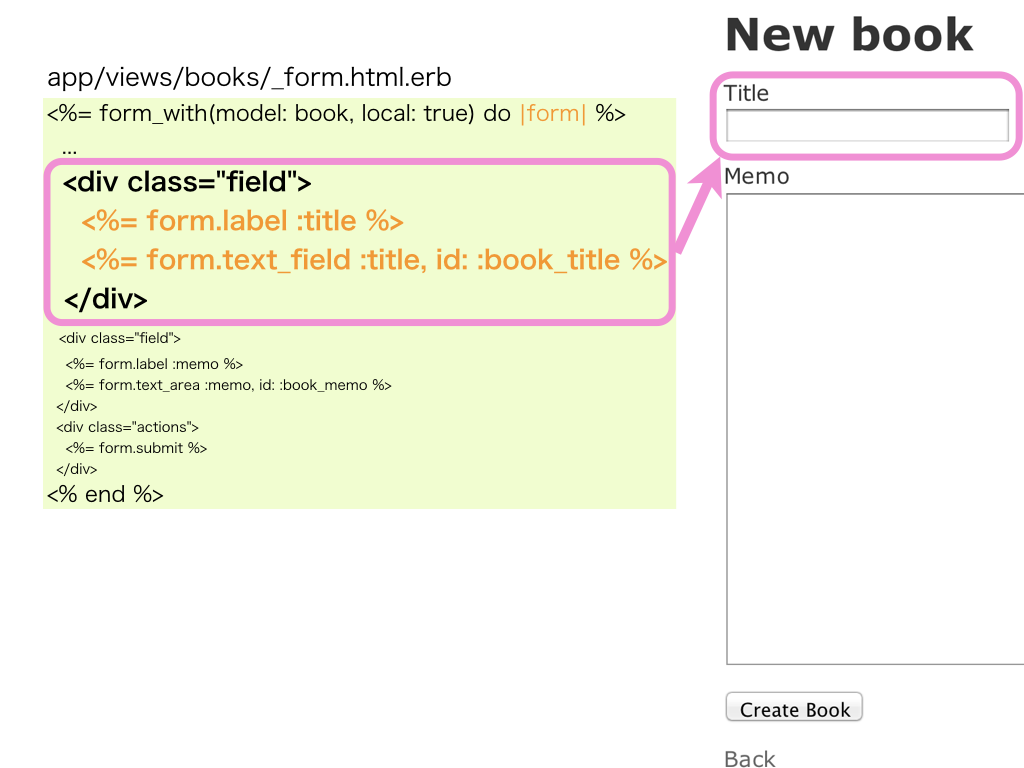 app/views/books/_form.html.erb
<%= form_with(model: book, local: true) do |form| %>
...
<div class="field">
<%= form.label :title %>
<%= form.text_field :title, id: :book_title %>
</div>
<div class="field">
<%= form.label :memo %>
<%= form.text_area :memo, id: :book_memo %>
</div>
<div class="actions">
<%= form.submit %>
</div>
<% end %>
New book
Title
Memo
Create Book
Back